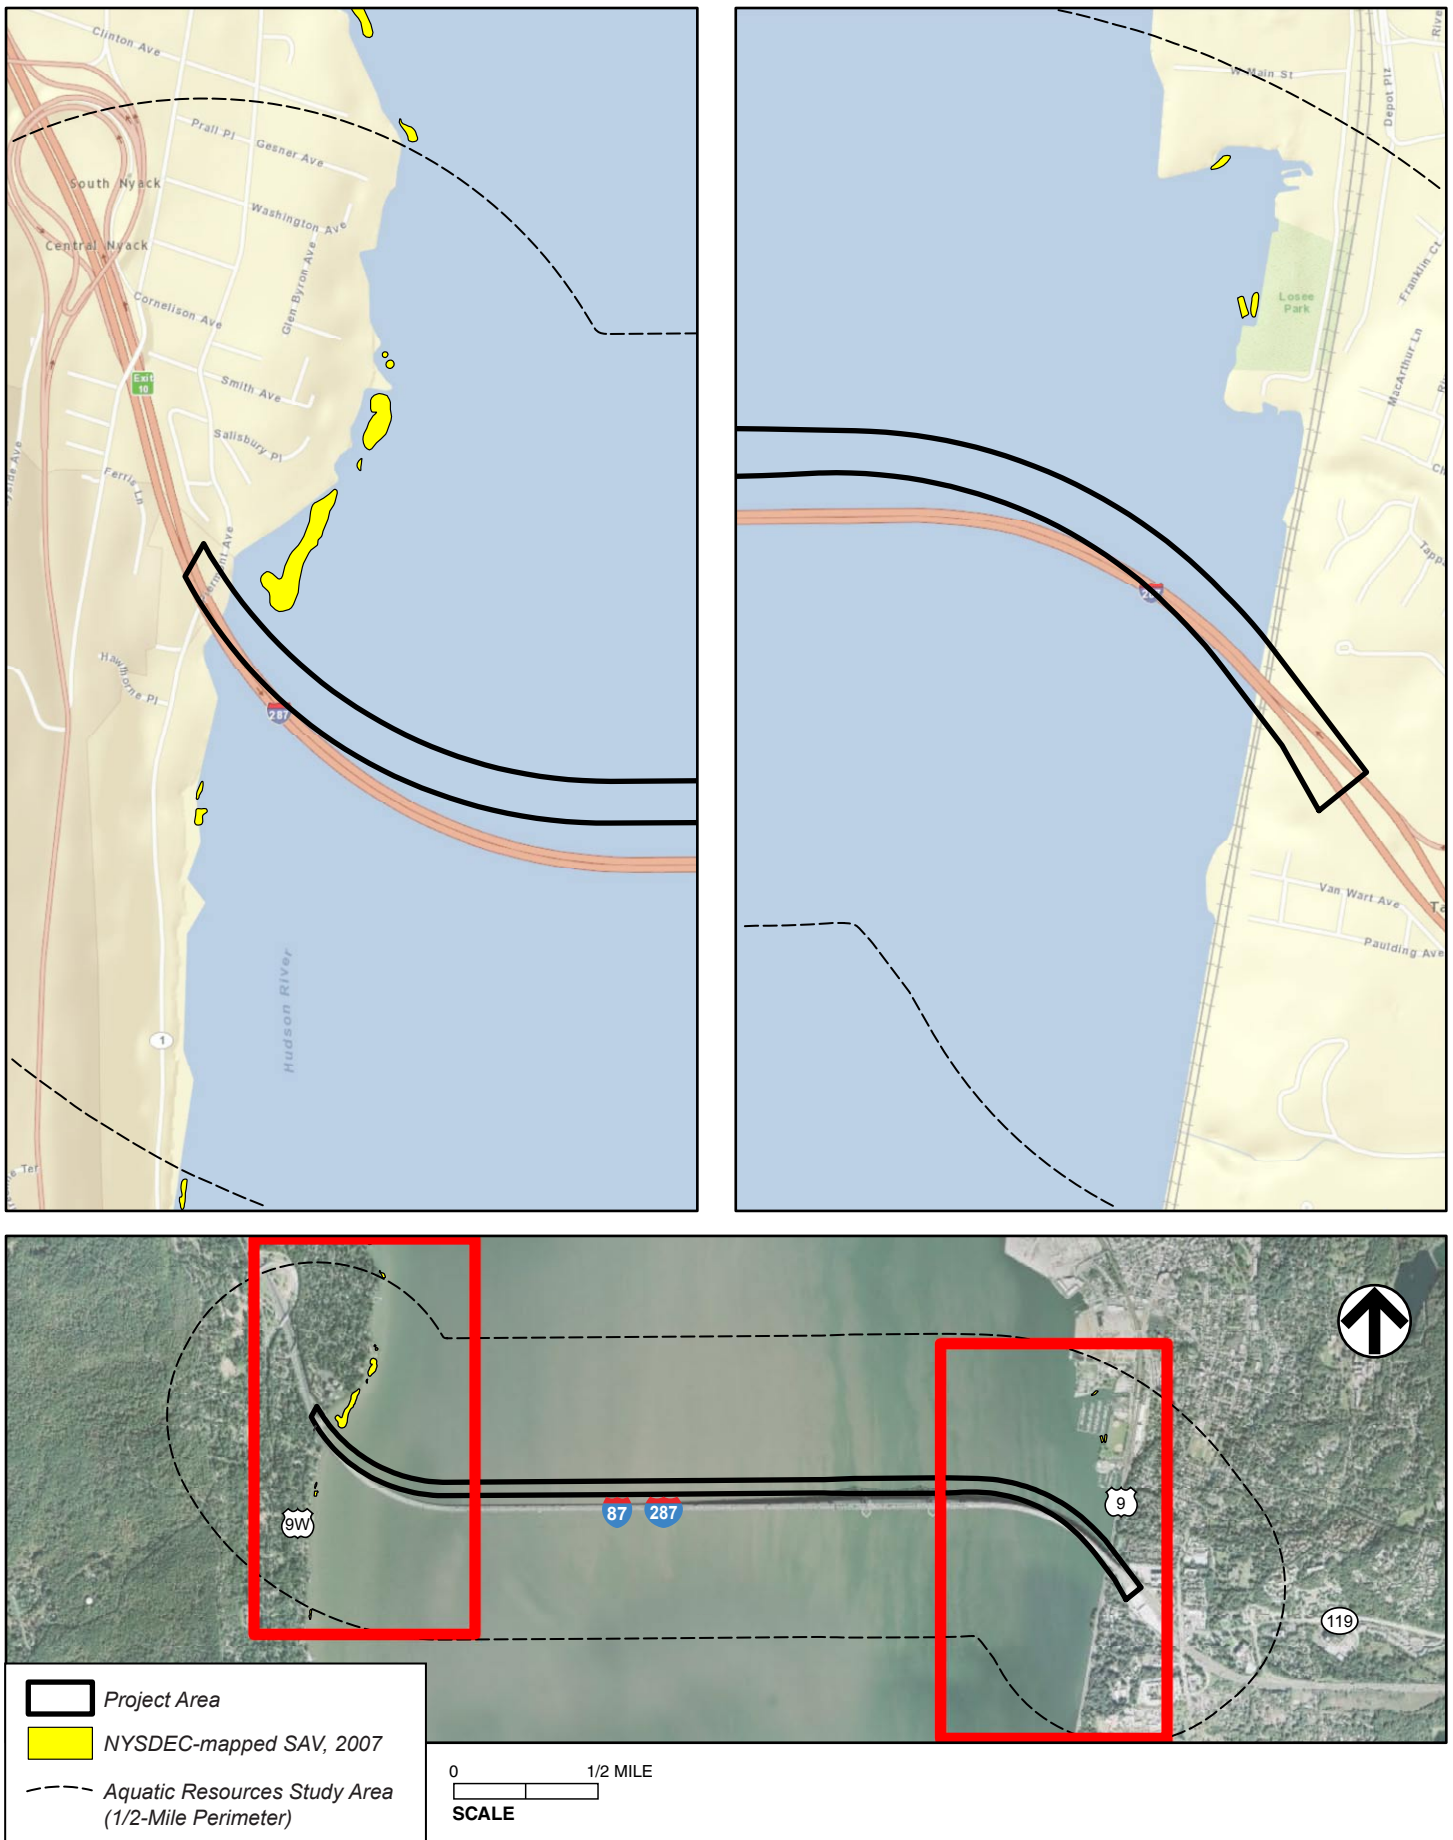 Clinton Ave
Prall Pl
Gesner Ave
South Nyack
Washington Ave
Central Nyack
Glen Byron Ave
Cornelison Ave
Exit
10
Smith Ave
Salisbury Pl
Ferris Ln
Piermont Ave
Hawthorne Pl
287
Hudson River
1
Ter
W Main St
Depot Plz
Franklin Ct
Losee
Park
MacArthur Ln
Van Wart Ave
Paulding Ave
9W
87
287
9
119
Project Area
NYSDEC-mapped SAV, 2007
Aquatic Resources Study Area
(1/2-Mile Perimeter)
0 1/2 MILE
SCALE